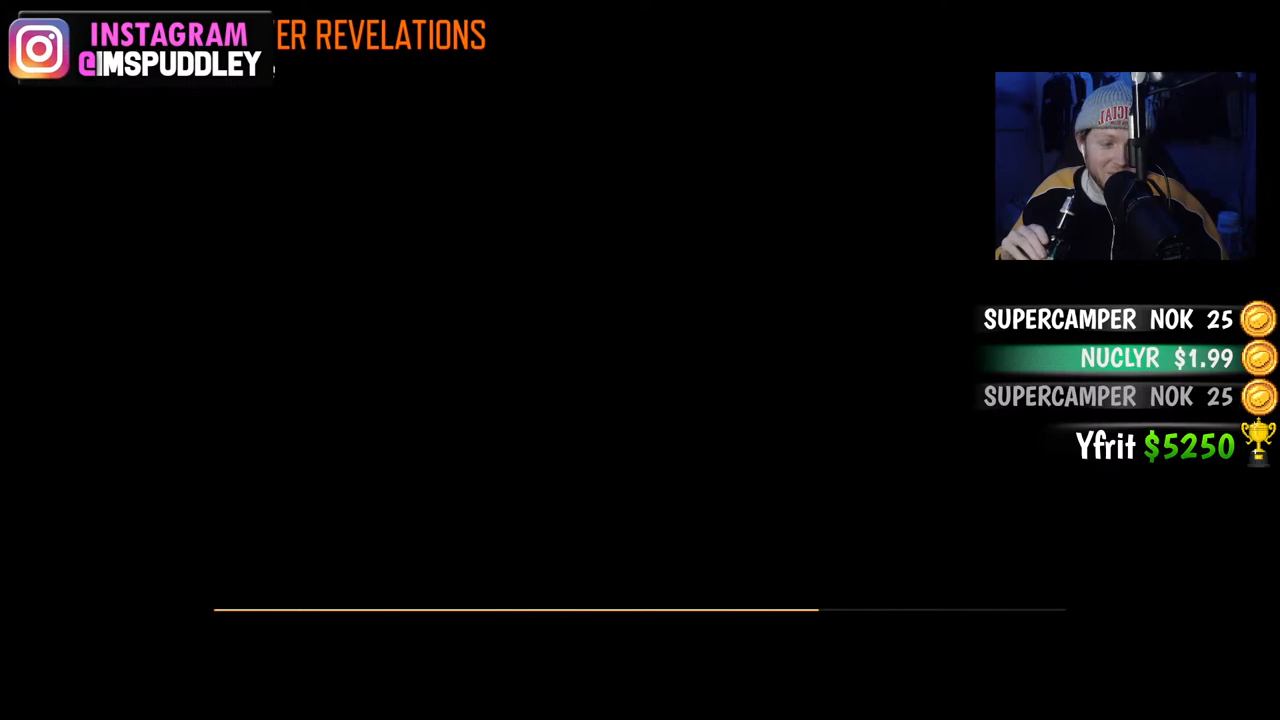 INSTAGRAM
@IMSPUDDLEY
ER REVELATIONS
SUPERCAMPER NOK 25
NUCLYR $1.99
SUPERCAMPER NOK 25
Yfrit $5250